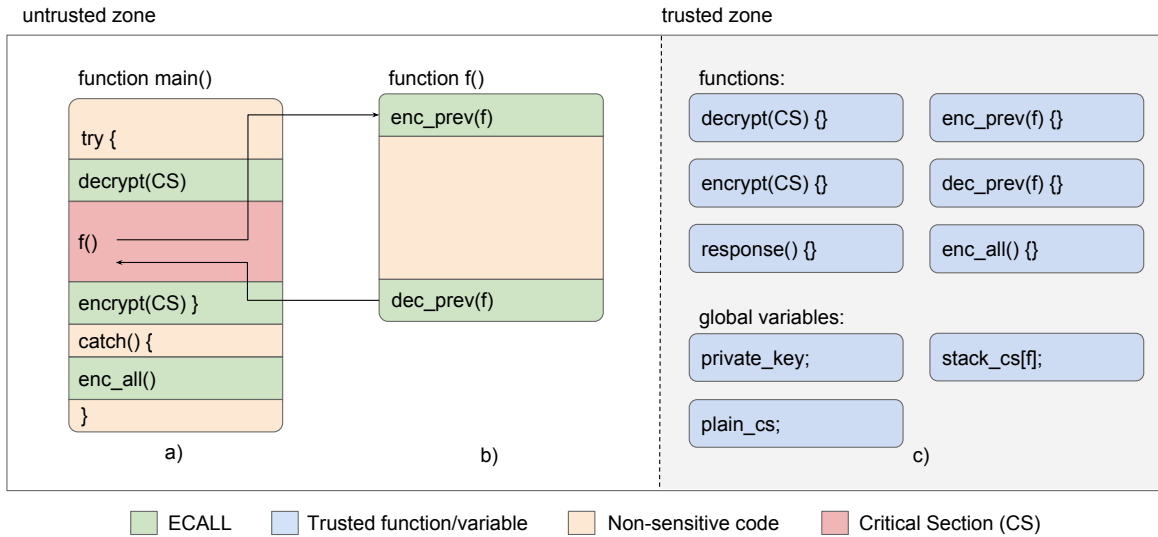 untrusted zone
trusted zone
function main()
try {
decrypt(CS)
f()
encrypt(CS) }
catch() {
enc_all()
}
a)
function f()
enc_prev(f)
dec_prev(f)
b)
functions:
decrypt(CS) {}
enc_prev(f) {}
encrypt(CS) {}
dec_prev(f) {}
response() {}
enc_all() {}
global variables:
private_key;
stack_cs[f];
plain_cs;
c)
ECALL
Trusted function/variable
Non-sensitive code
Critical Section (CS)